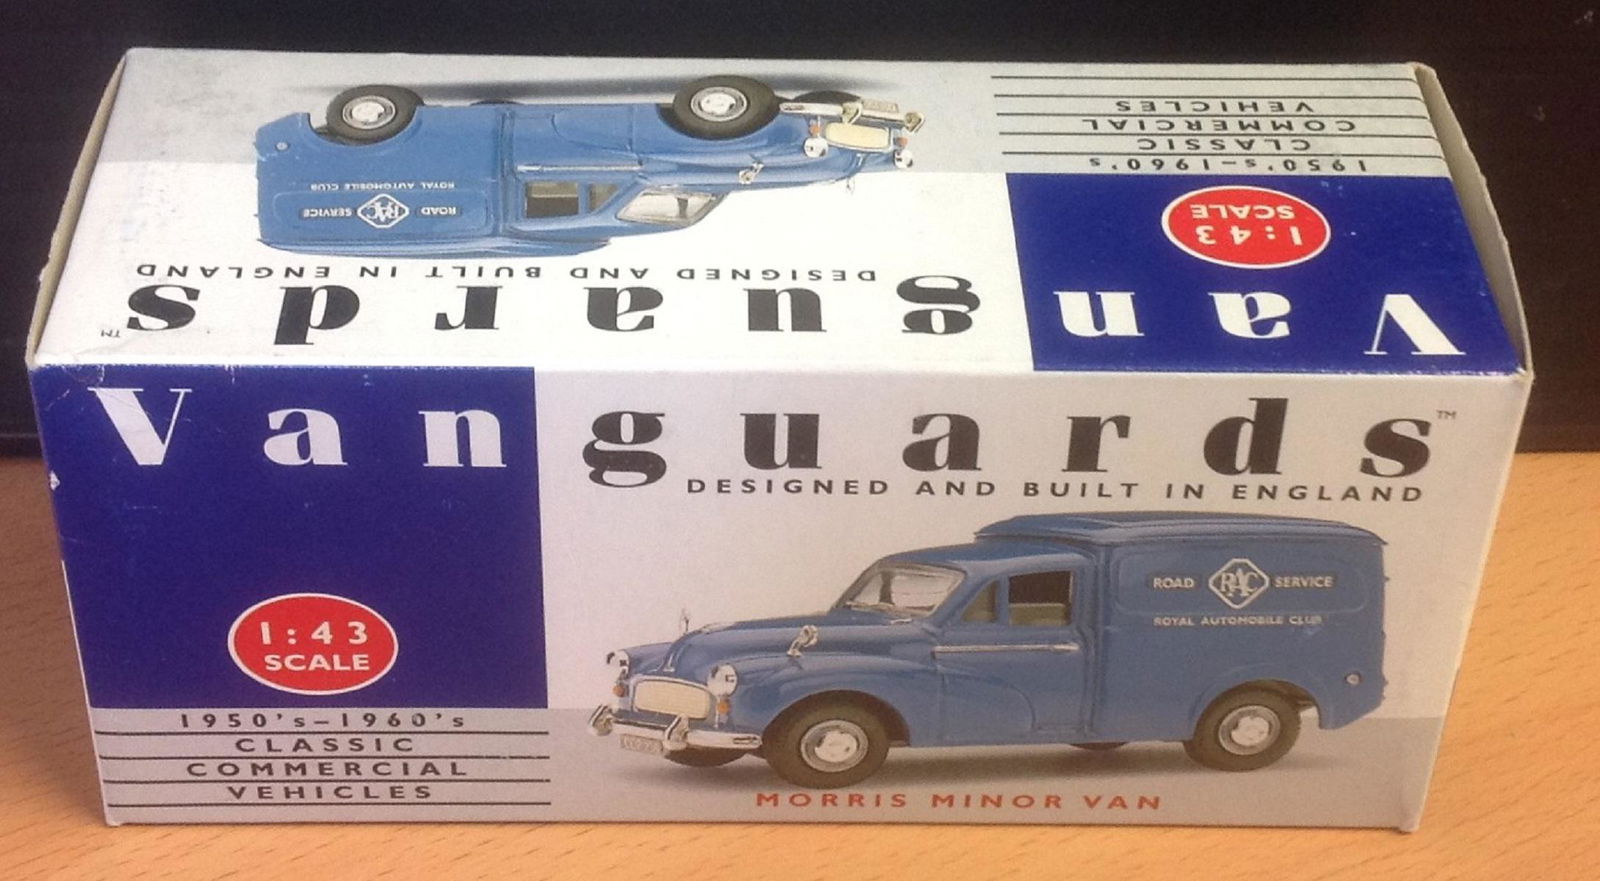 1950's–1960's
CLASSIC
COMMERCIAL
VEHICLES
1:43
SCALE
Vanguards™
DESIGNED AND BUILT IN ENGLAND
ROAD RAC SERVICE
ROYAL AUTOMOBILE CLUB
Vanguards™
DESIGNED AND BUILT IN ENGLAND
1:43
SCALE
1950's–1960's
CLASSIC
COMMERCIAL
VEHICLES
ROAD RAC SERVICE
ROYAL AUTOMOBILE CLUB
MORRIS MINOR VAN